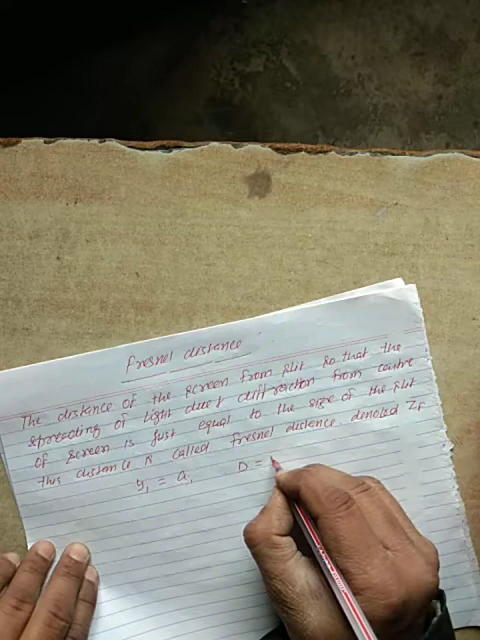 Fresnel distance
The distance of the screen from slit so that the
spreading of light due t diffraction from centre
of screen is just equal to the size of the slit
this distance is called fresnel distance denoted ZF
y1 = a, D =